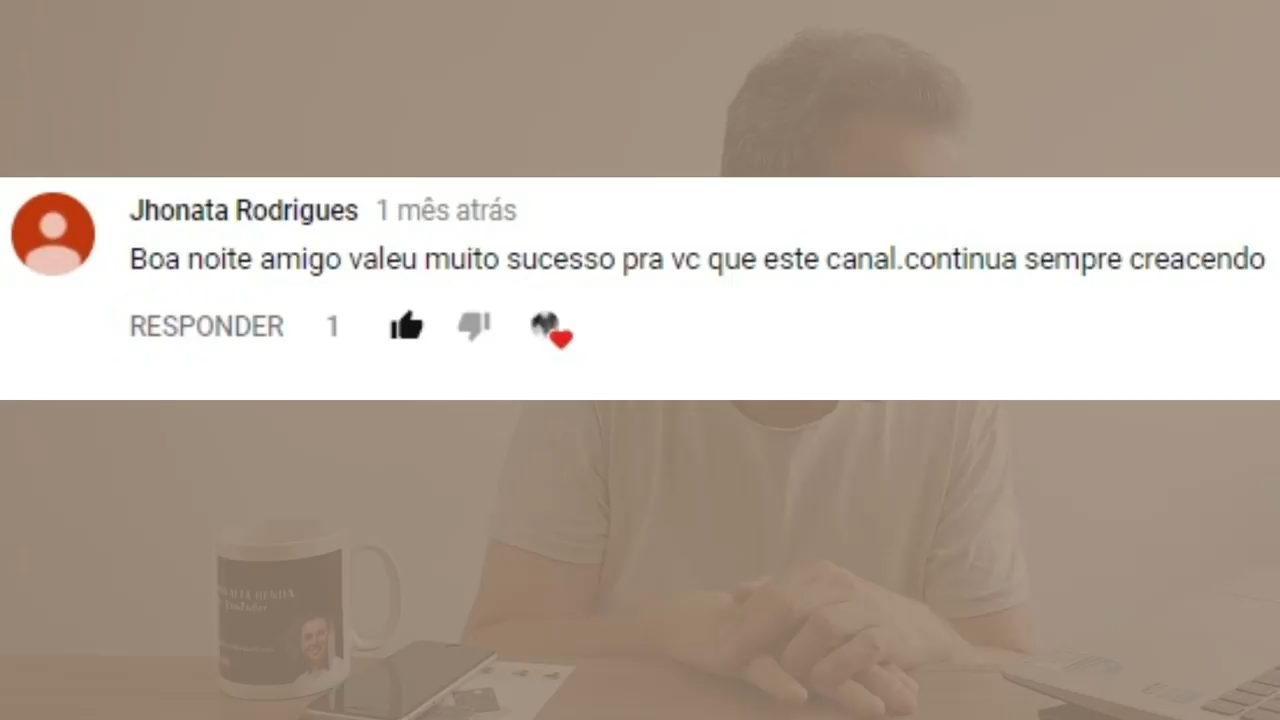 Jhonata Rodrigues 1 mês atrás
Boa noite amigo valeu muito sucesso pra vc que este canal.continua sempre creacendo
RESPONDER 1
YouTuber